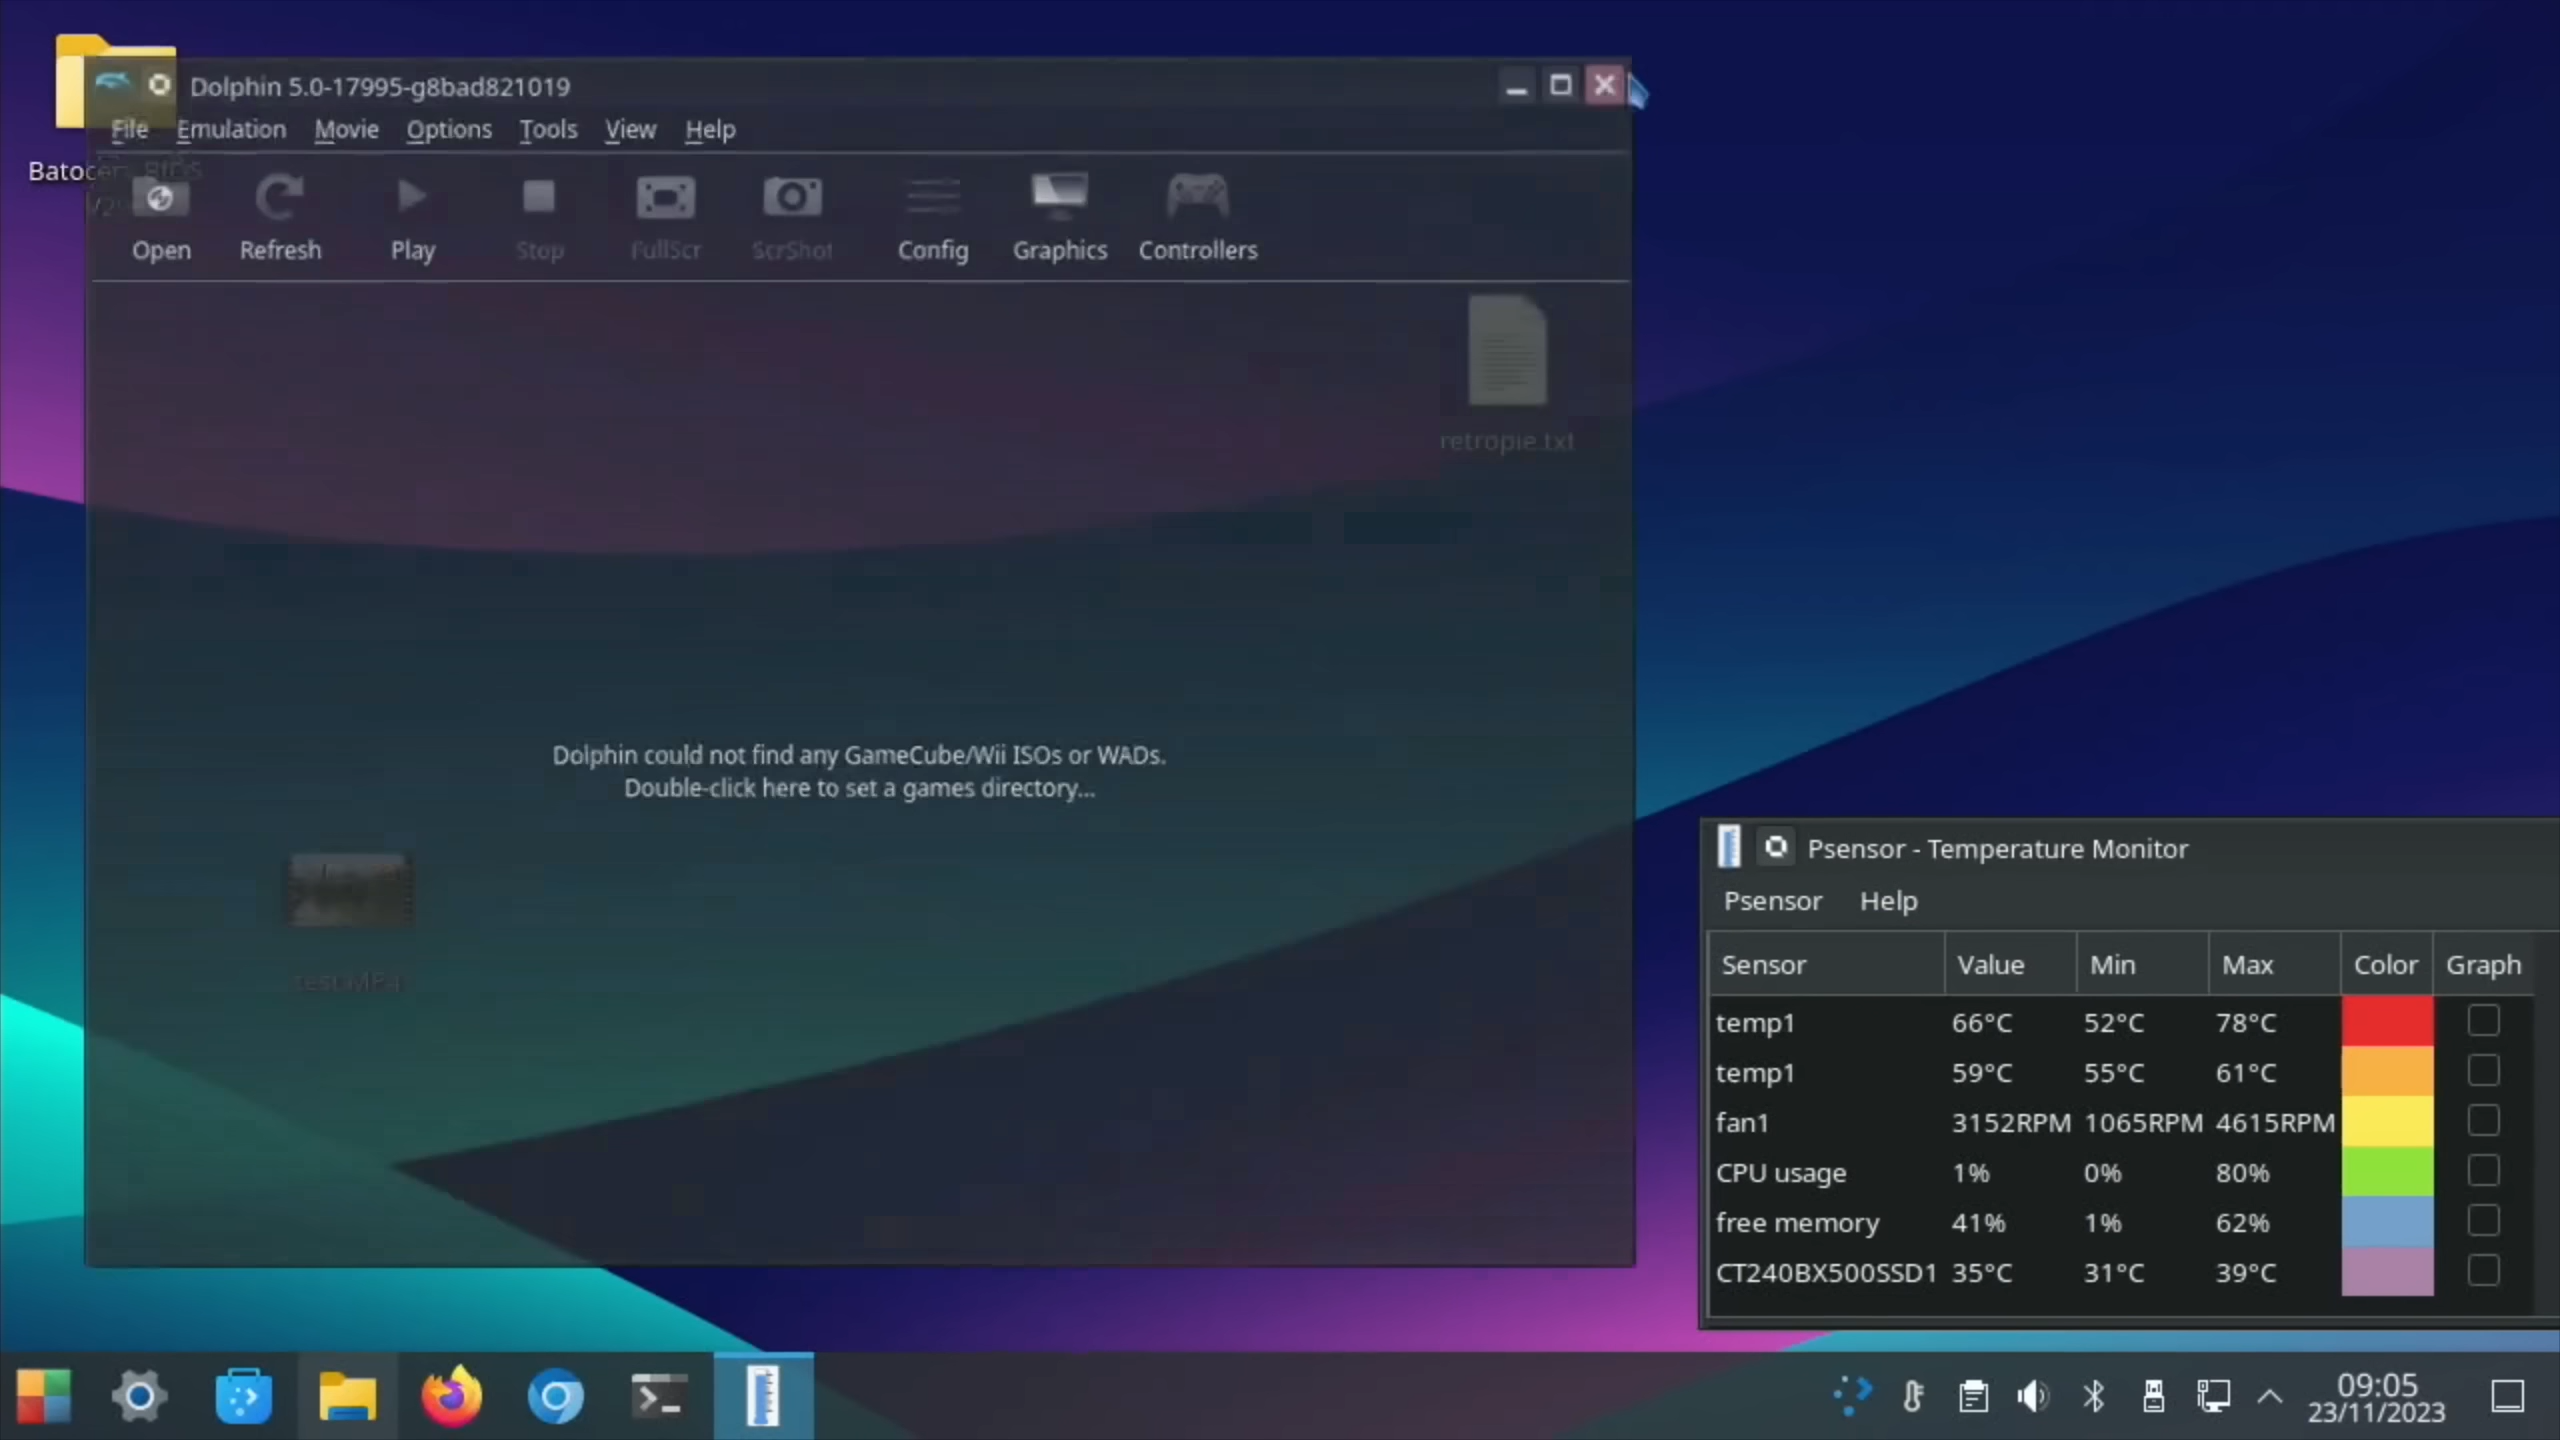 Dolphin 5.0-17995-g8bad821019
File Emulation Movie Options Tools View Help
Open Refresh Play Stop FullScr ScrShot Config Graphics Controllers
retropie.txt
Dolphin could not find any GameCube/Wii ISOs or WADs.
Double-click here to set a games directory...
Psensor - Temperature Monitor
Psensor Help
Sensor Value Min Max Color Graph
temp1 66°C 52°C 78°C
temp1 59°C 55°C 61°C
fan1 3152RPM 1065RPM 4615RPM
CPU usage 1% 0% 80%
free memory 41% 1% 62%
CT240BX500SSD1 35°C 31°C 39°C
09:05
23/11/2023